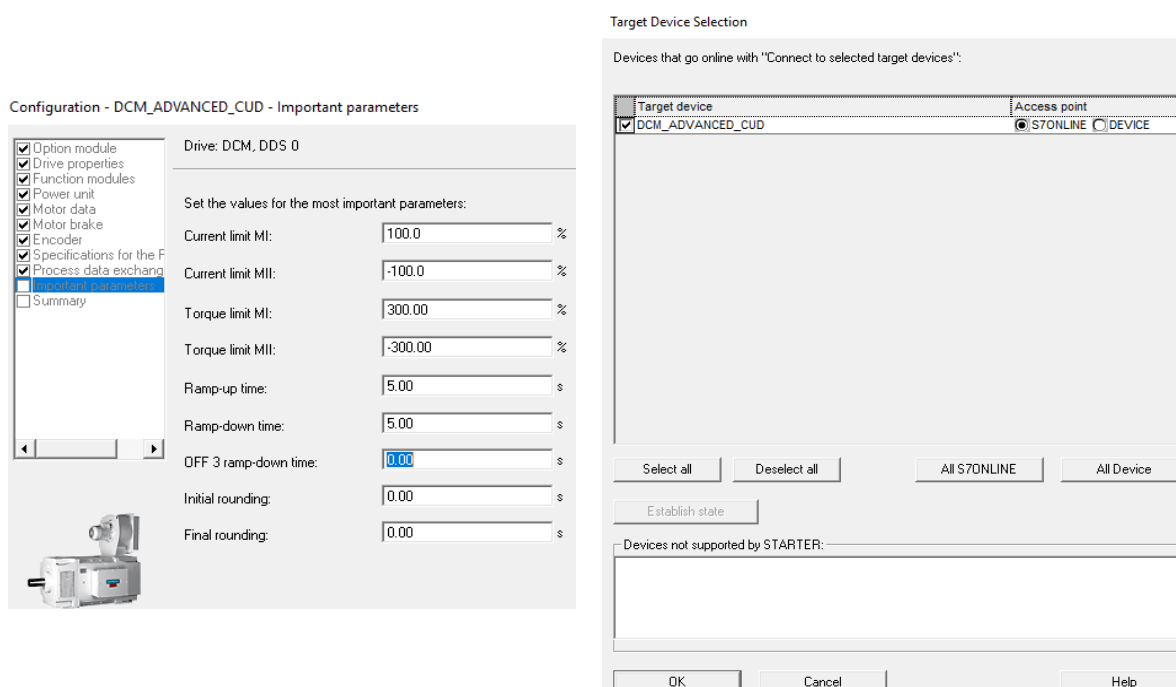 Configuration - DCM_ADVANCED_CUD - Important parameters
Option module
Drive properties
Function modules
Power unit
Motor data
Motor brake
Encoder
Specifications for the F
Process data exchang
Important parameters
Summary
Drive: DCM, DDS 0
Set the values for the most important parameters:
Current limit MI: 100.0 %
Current limit MII: -100.0 %
Torque limit MI: 300.00 %
Torque limit MII: -300.00 %
Ramp-up time: 5.00 s
Ramp-down time: 5.00 s
OFF 3 ramp-down time: 0.00 s
Initial rounding: 0.00 s
Final rounding: 0.00 s
Target Device Selection
Devices that go online with "Connect to selected target devices":
Target device Access point
DCM_ADVANCED_CUD S7ONLINE DEVICE
Select all Deselect all All S7ONLINE All Device
Establish state
Devices not supported by STARTER:
OK Cancel Help